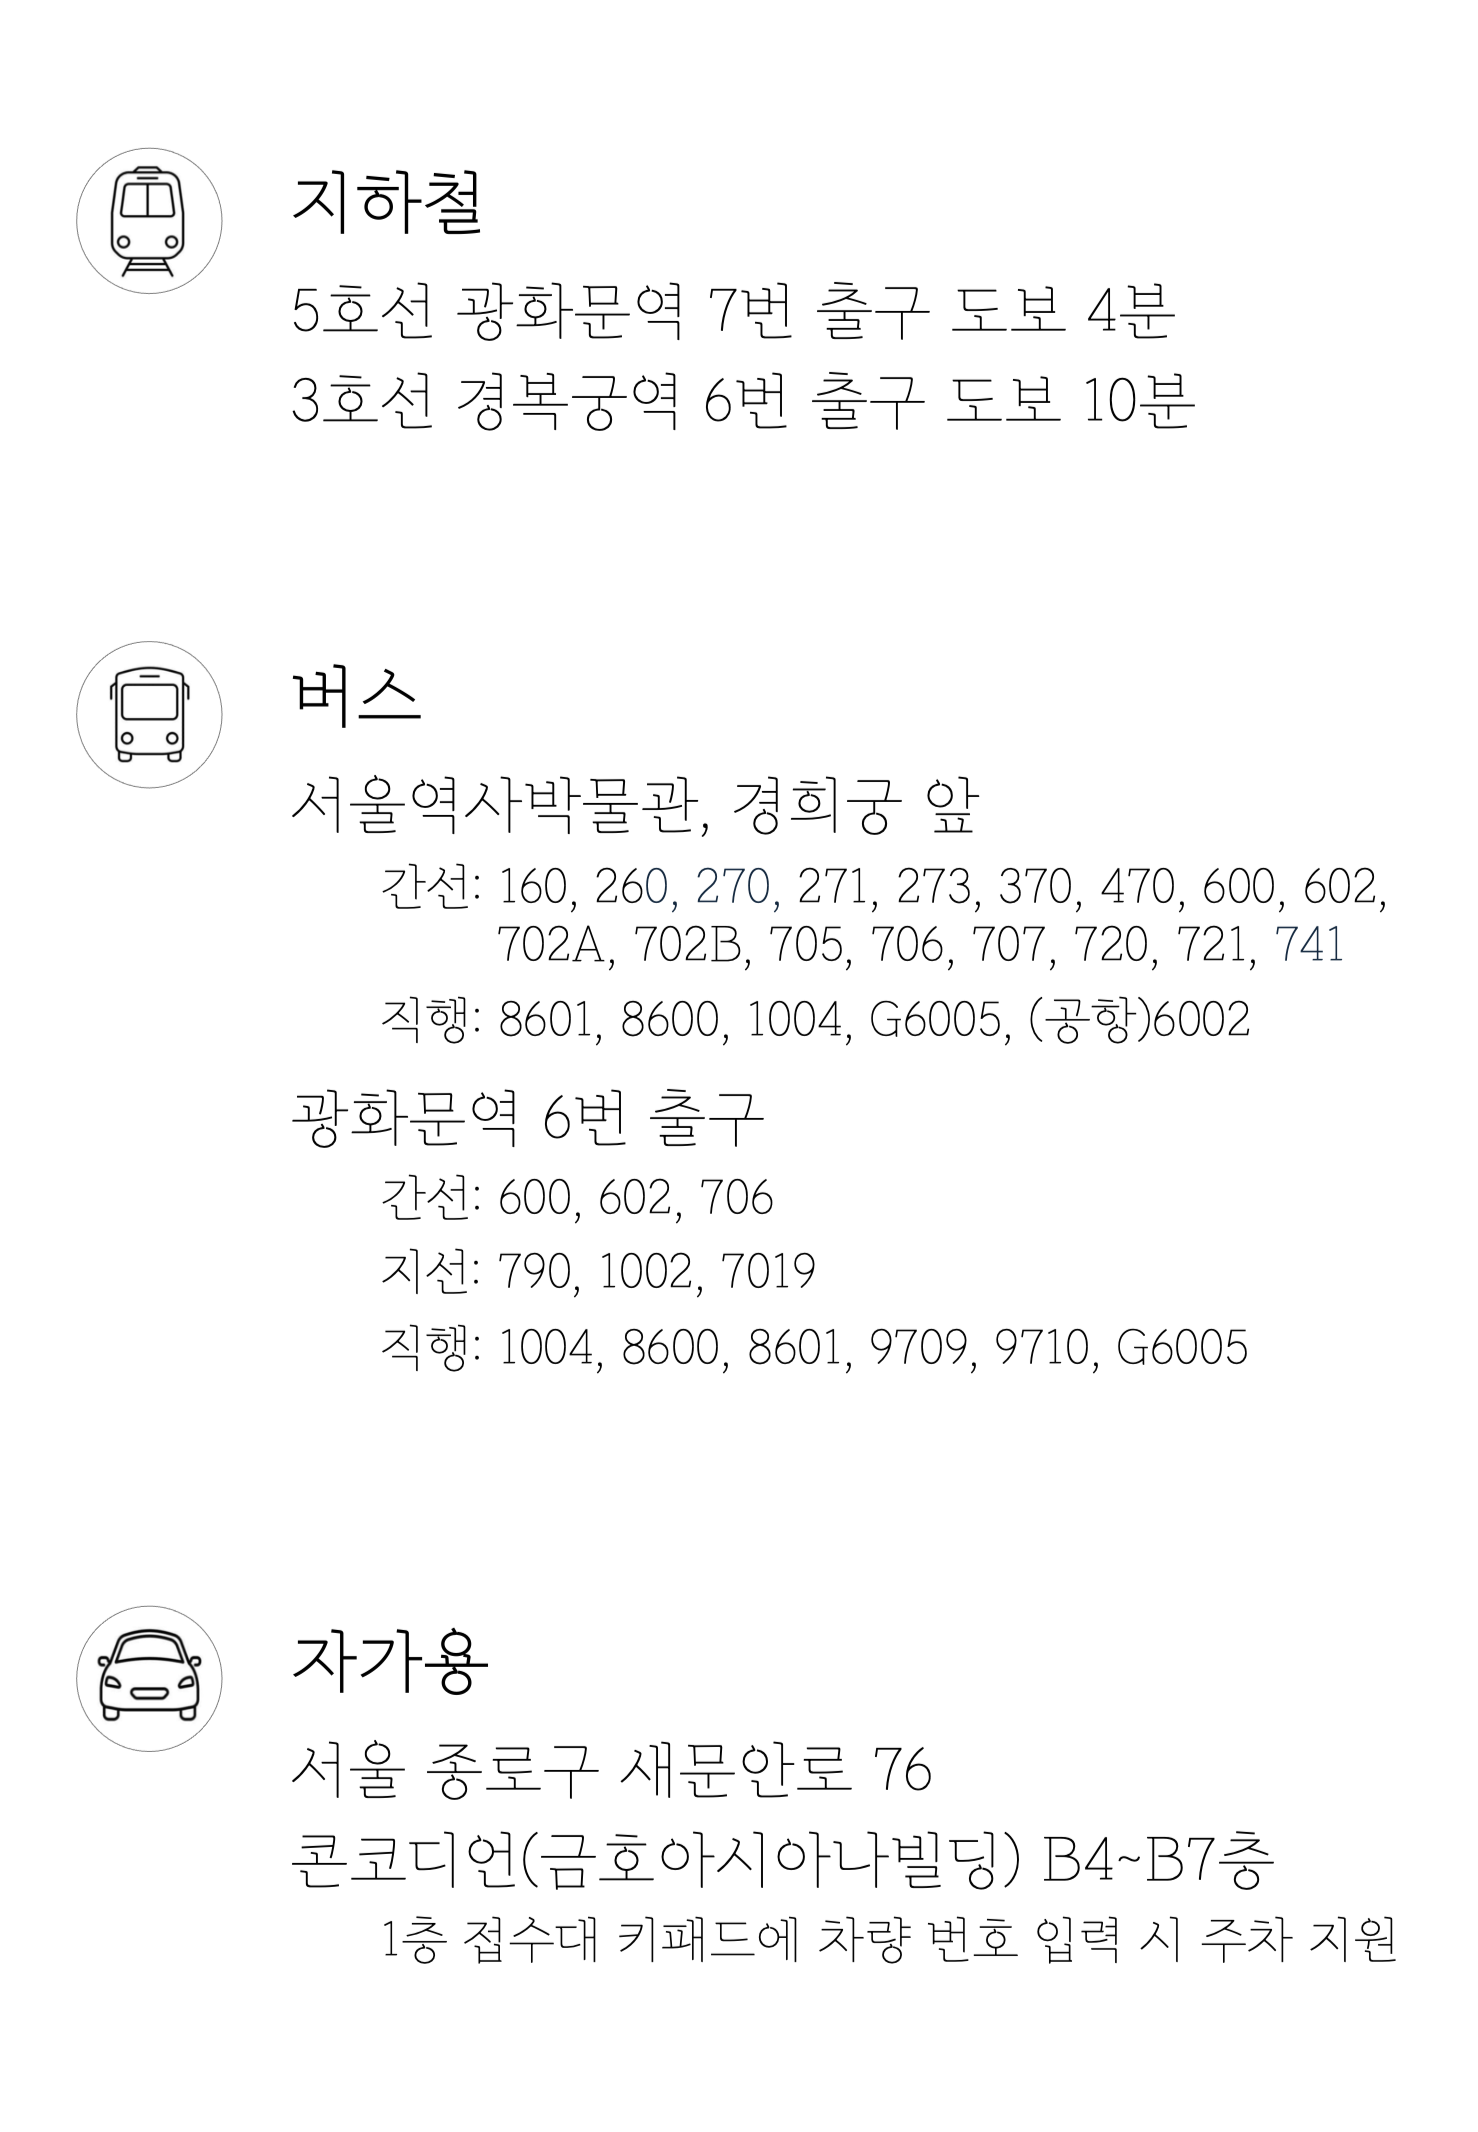 지하철
5호선 광화문역 7번 출구 도보 4분
3호선 경복궁역 6번 출구 도보 10분
버스
서울역사박물관, 경희궁 앞
간선: 160, 260, 270, 271, 273, 370, 470, 600, 602,
702A, 702B, 705, 706, 707, 720, 721, 741
직행: 8601, 8600, 1004, G6005, (공항)6002
광화문역 6번 출구
간선: 600, 602, 706
지선: 790, 1002, 7019
직행: 1004, 8600, 8601, 9709, 9710, G6005
자가용
서울 종로구 새문안로 76
콘코디언(금호아시아나빌딩) B4~B7층
1층 접수대 키패드에 차량 번호 입력 시 주차 지원